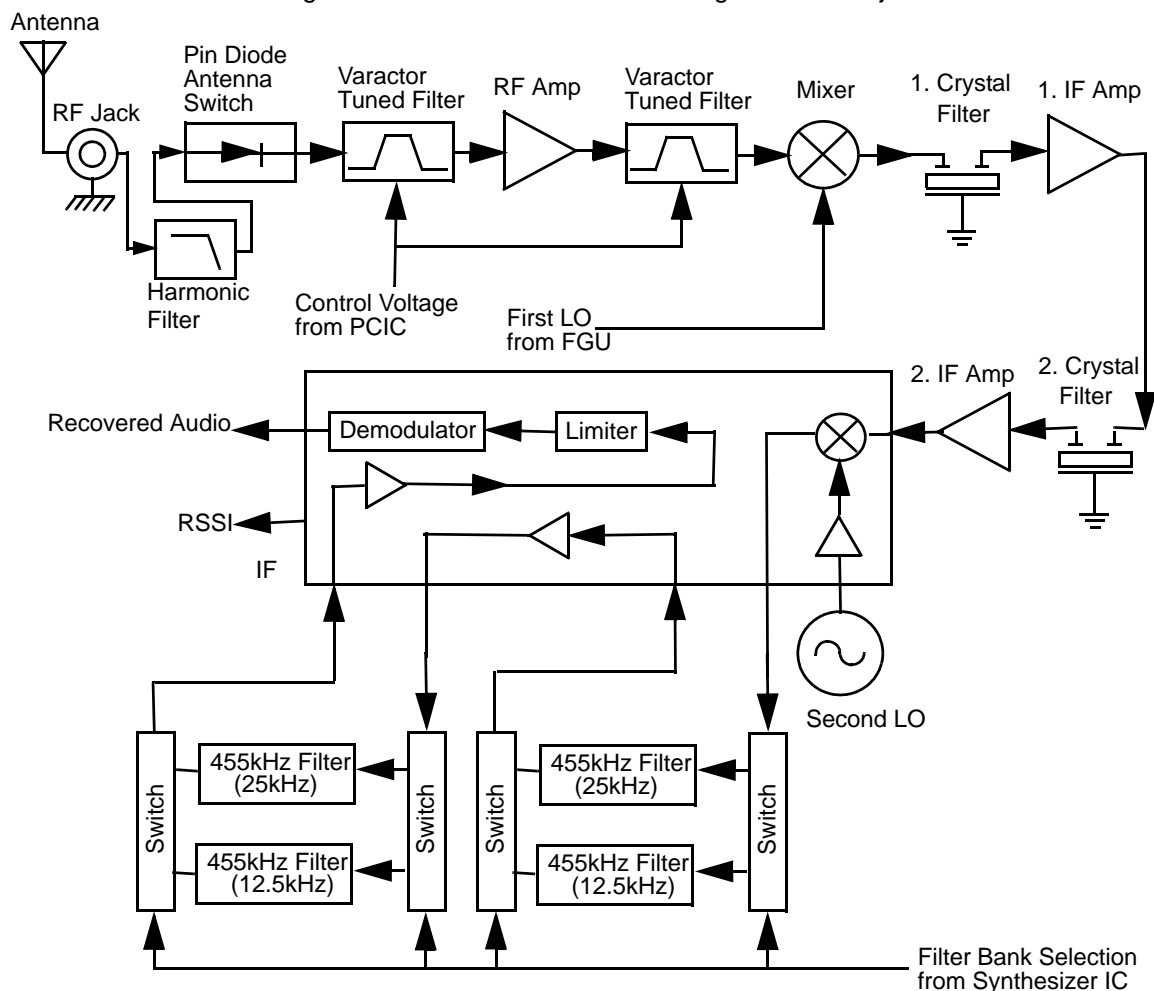 Antenna
Pin Diode
Antenna
Switch
RF Jack
Varactor
Tuned Filter
RF Amp
Varactor
Tuned Filter
Mixer
1. Crystal
Filter
1. IF Amp
Harmonic
Filter
Control Voltage
from PCIC
First LO
from FGU
2. IF Amp
2. Crystal
Filter
Recovered Audio
Demodulator
Limiter
RSSI
IF
Second LO
Switch
455kHz Filter
(25kHz)
455kHz Filter
(12.5kHz)
Switch
Switch
455kHz Filter
(25kHz)
455kHz Filter
(12.5kHz)
Switch
Filter Bank Selection
from Synthesizer IC